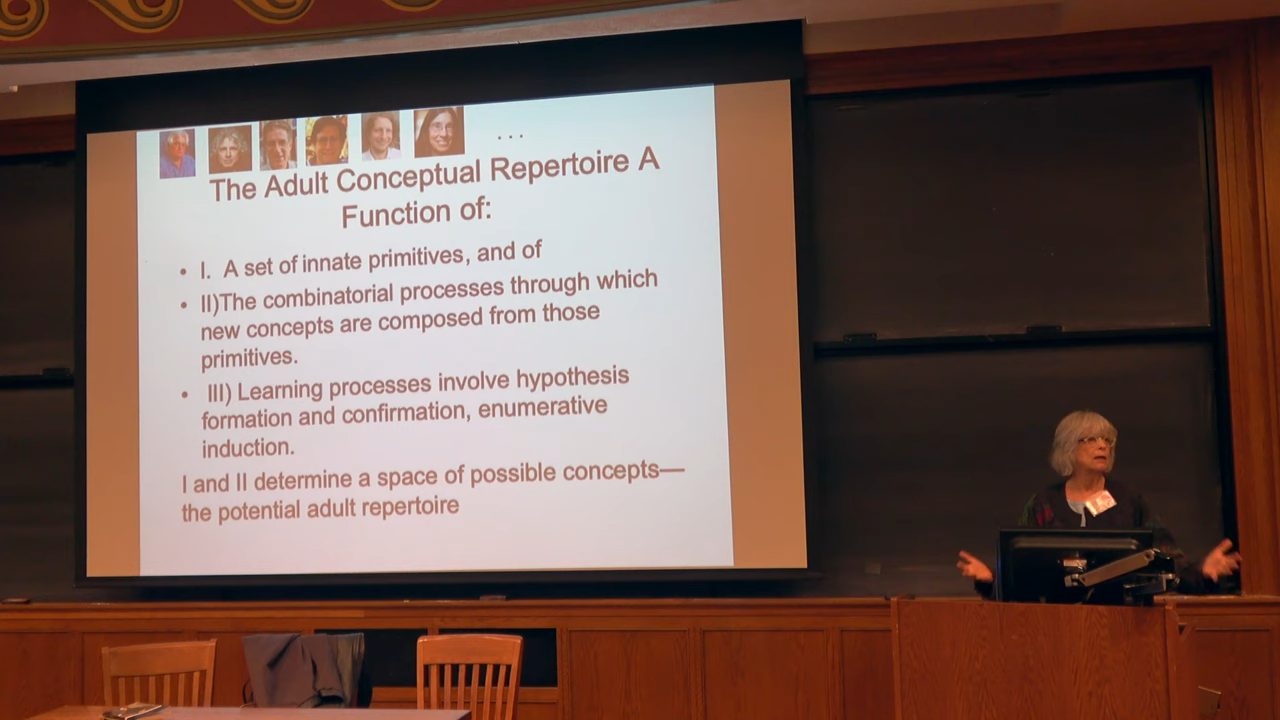 ...
The Adult Conceptual Repertoire A
Function of:
• I. A set of innate primitives, and of
• II)The combinatorial processes through which
new concepts are composed from those
primitives.
• III) Learning processes involve hypothesis
formation and confirmation, enumerative
induction.
I and II determine a space of possible concepts—
the potential adult repertoire